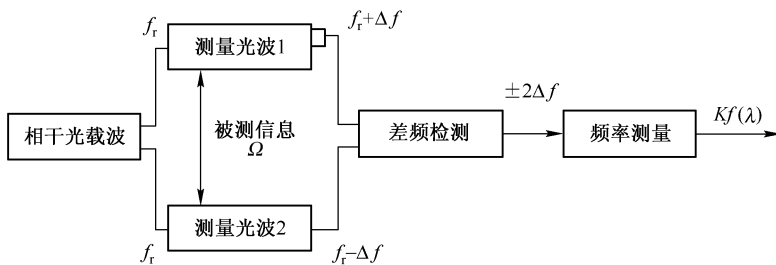 f_r
测量光波1
f_r+Δf
相干光载波
被测信息
Ω
差频检测
±2Δf
频率测量
Kf(λ)
f_r
测量光波2
f_r−Δf